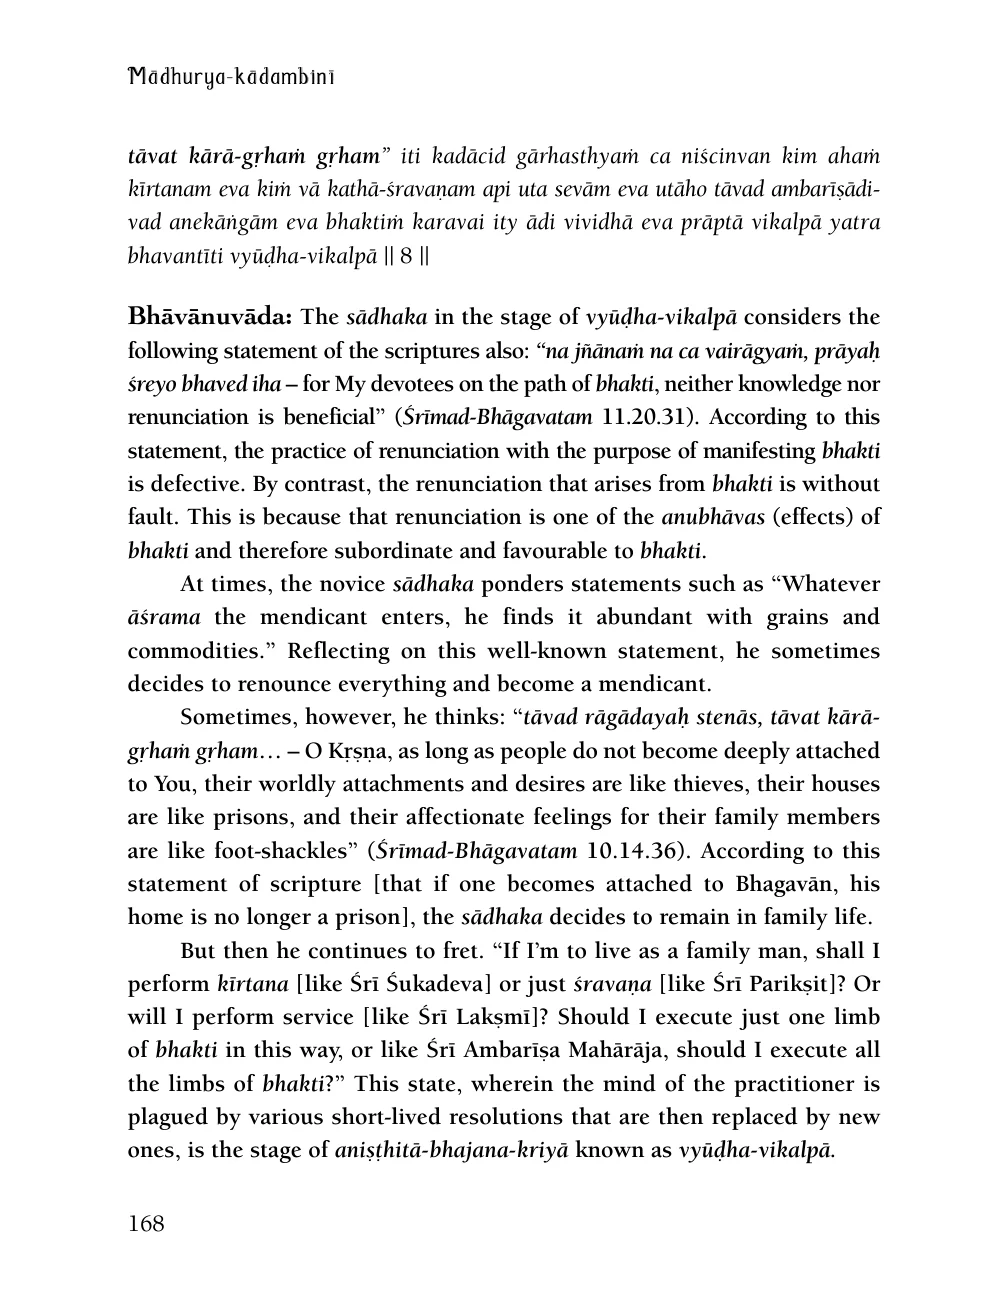 Mādhurya-kādambinī
tāvat kārā-gṛhaṁ gṛham” iti kadācid gārhasthyaṁ ca niścinvan kim ahaṁ
kīrtanam eva kiṁ vā kathā-śravaṇam api uta sevām eva utāho tāvad ambarīṣādi-
vad anekāṅgām eva bhaktiṁ karavai ity ādi vividhā eva prāptā vikalpā yatra
bhavantīti vyūḍha-vikalpā || 8 ||
Bhāvānuvāda: The sādhaka in the stage of vyūḍha-vikalpā considers the
following statement of the scriptures also: “na jñānaṁ na ca vairāgyaṁ, prāyaḥ
śreyo bhaved iha – for My devotees on the path of bhakti, neither knowledge nor
renunciation is beneficial” (Śrīmad-Bhāgavatam 11.20.31). According to this
statement, the practice of renunciation with the purpose of manifesting bhakti
is defective. By contrast, the renunciation that arises from bhakti is without
fault. This is because that renunciation is one of the anubhāvas (effects) of
bhakti and therefore subordinate and favourable to bhakti.
At times, the novice sādhaka ponders statements such as “Whatever
āśrama the mendicant enters, he finds it abundant with grains and
commodities.” Reflecting on this well-known statement, he sometimes
decides to renounce everything and become a mendicant.
Sometimes, however, he thinks: “tāvad rāgādayaḥ stenās, tāvat kārā-
gṛhaṁ gṛham… – O Kṛṣṇa, as long as people do not become deeply attached
to You, their worldly attachments and desires are like thieves, their houses
are like prisons, and their affectionate feelings for their family members
are like foot-shackles” (Śrīmad-Bhāgavatam 10.14.36). According to this
statement of scripture [that if one becomes attached to Bhagavān, his
home is no longer a prison], the sādhaka decides to remain in family life.
But then he continues to fret. “If I’m to live as a family man, shall I
perform kīrtana [like Śrī Śukadeva] or just śravaṇa [like Śrī Parikṣit]? Or
will I perform service [like Śrī Lakṣmī]? Should I execute just one limb
of bhakti in this way, or like Śrī Ambarīṣa Mahārāja, should I execute all
the limbs of bhakti?” This state, wherein the mind of the practitioner is
plagued by various short-lived resolutions that are then replaced by new
ones, is the stage of aniṣṭhitā-bhajana-kriyā known as vyūḍha-vikalpā.
168